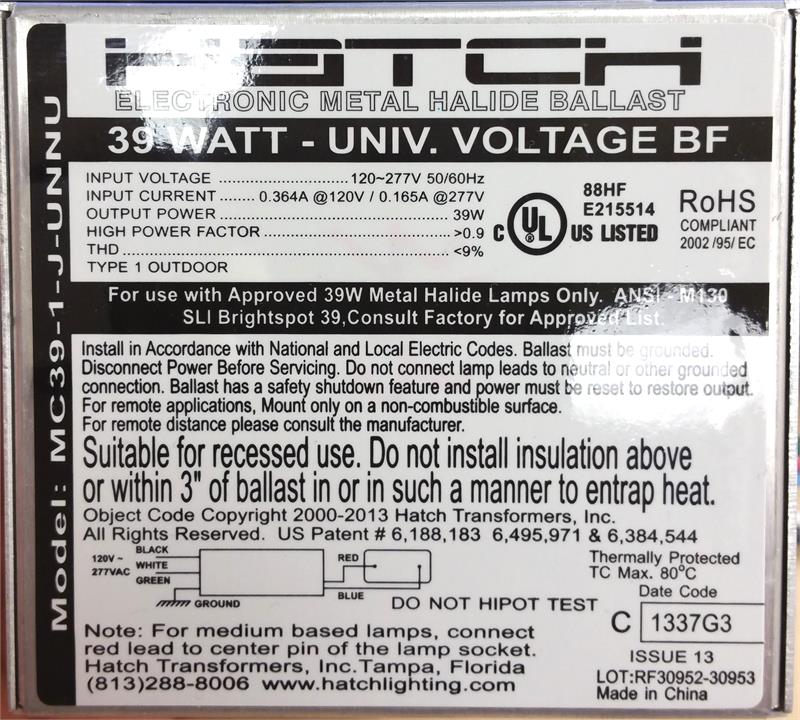 HATCH
ELECTRONIC METAL HALIDE BALLAST
39 WATT - UNIV. VOLTAGE BF
Model: MC39-1-J-UNNU
INPUT VOLTAGE ..........................120~277V 50/60Hz
INPUT CURRENT ........ 0.364A @120V / 0.165A @277V
OUTPUT POWER ................................................ 39W
HIGH POWER FACTOR ...................................... >0.9
THD ................................................................... <9%
TYPE 1 OUTDOOR
C UL US LISTED
88HF
E215514
RoHS
COMPLIANT
2002 /95/ EC
For use with Approved 39W Metal Halide Lamps Only. ANSI - M130
SLI Brightspot 39,Consult Factory for Approved List.
Install in Accordance with National and Local Electric Codes. Ballast must be grounded.
Disconnect Power Before Servicing. Do not connect lamp leads to neutral or other grounded
connection. Ballast has a safety shutdown feature and power must be reset to restore output.
For remote applications, Mount only on a non-combustible surface.
For remote distance please consult the manufacturer.
Suitable for recessed use. Do not install insulation above
or within 3" of ballast in or in such a manner to entrap heat.
Object Code Copyright 2000-2013 Hatch Transformers, Inc.
All Rights Reserved. US Patent # 6,188,183 6,495,971 & 6,384,544
120V ~
277VAC
BLACK
WHITE
GREEN
GROUND
RED
BLUE
Thermally Protected
TC Max. 80°C
DO NOT HIPOT TEST
Date Code
C 1337G3
ISSUE 13
LOT:RF30952-30953
Made in China
Note: For medium based lamps, connect
red lead to center pin of the lamp socket.
Hatch Transformers, Inc.Tampa, Florida
(813)288-8006 www.hatchlighting.com